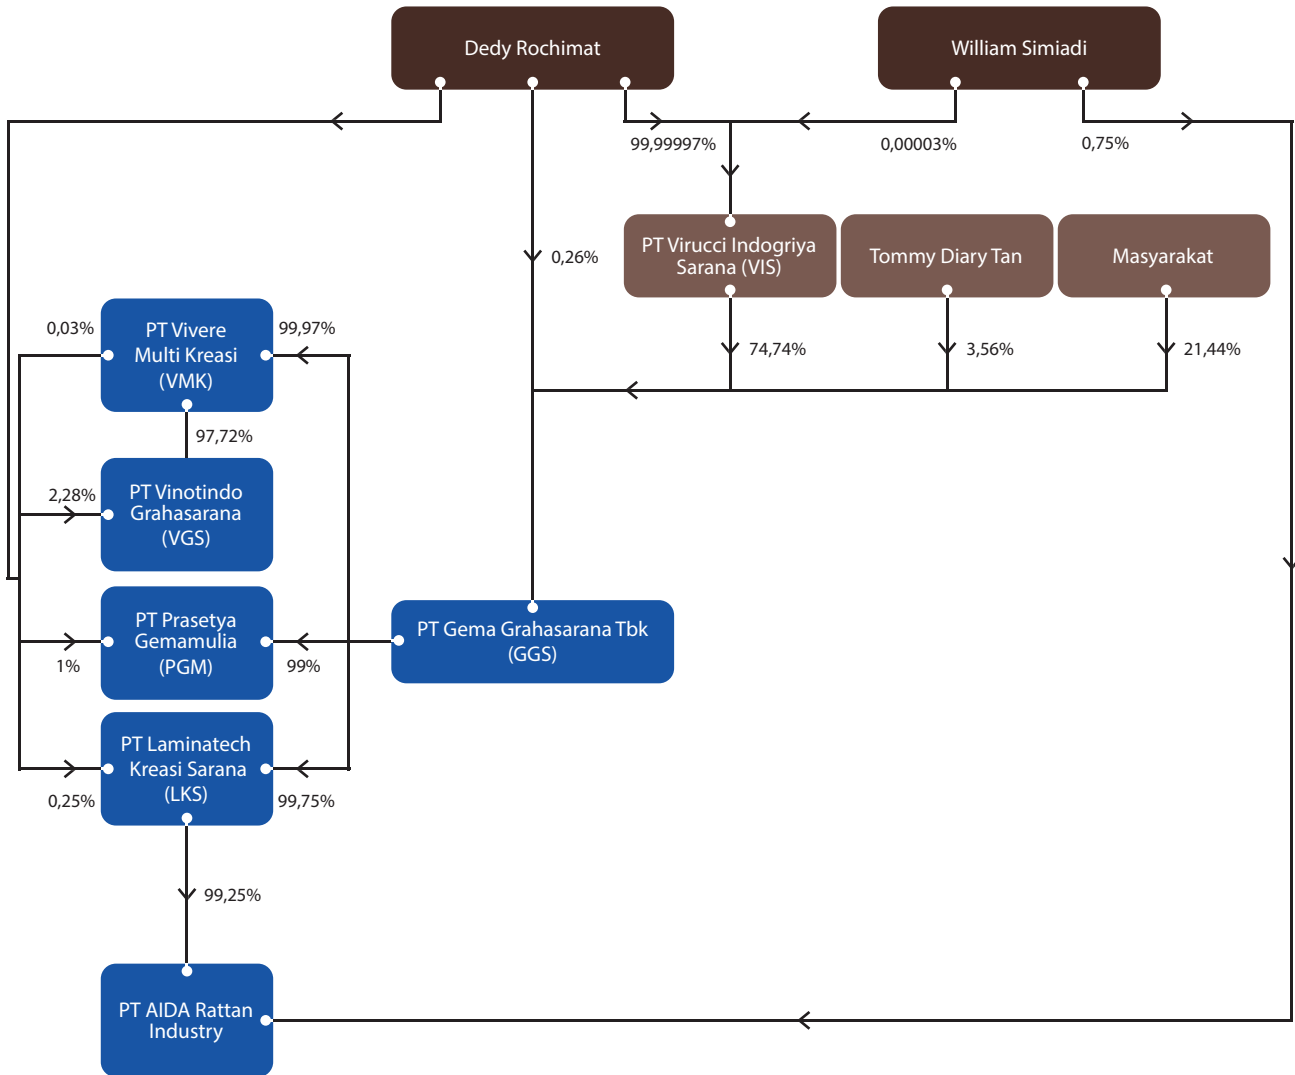 Dedy Rochimat
William Simiadi
99,99997%
0,00003%
0,75%
PT Virucci Indogriya
Sarana (VIS)
Tommy Diary Tan
Masyarakat
0,26%
74,74%
3,56%
21,44%
0,03%
PT Vivere
Multi Kreasi
(VMK)
99,97%
97,72%
2,28%
PT Vinotindo
Grahasarana
(VGS)
PT Prasetya
Gemamulia
(PGM)
1%
99%
PT Gema Grahasarana Tbk
(GGS)
PT Laminatech
Kreasi Sarana
(LKS)
0,25%
99,75%
99,25%
PT AIDA Rattan
Industry